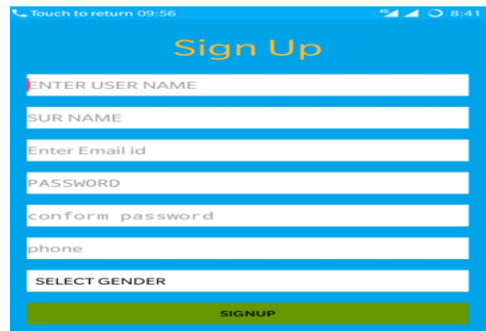 Touch to return 09:56
4G 8:41
Sign Up
ENTER USER NAME
SUR NAME
Enter Email id
PASSWORD
conform password
phone
SELECT GENDER
SIGNUP